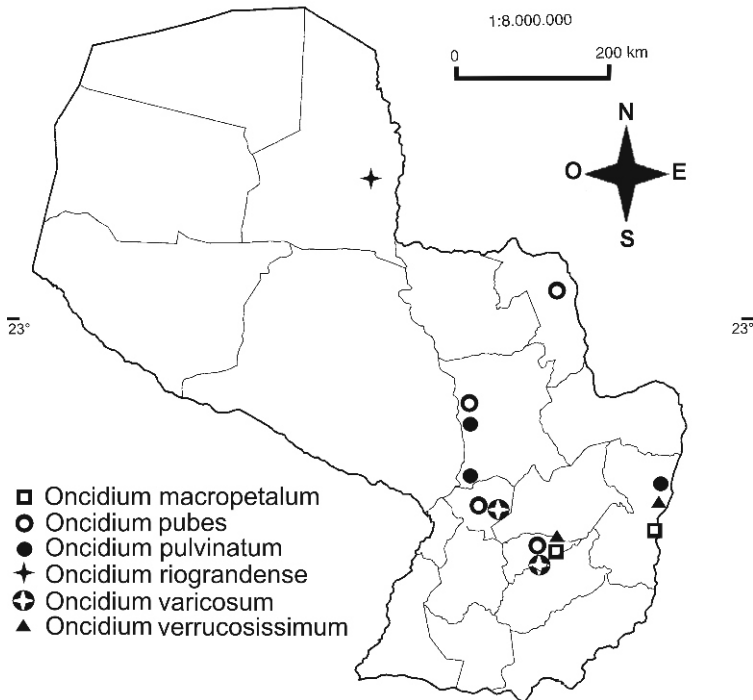 1:8.000.000
0 200 km
N
O E
S
23° 23°
Oncidium macropetalum
Oncidium pubes
Oncidium pulvinatum
Oncidium riograndense
Oncidium varicosum
Oncidium verrucosissimum